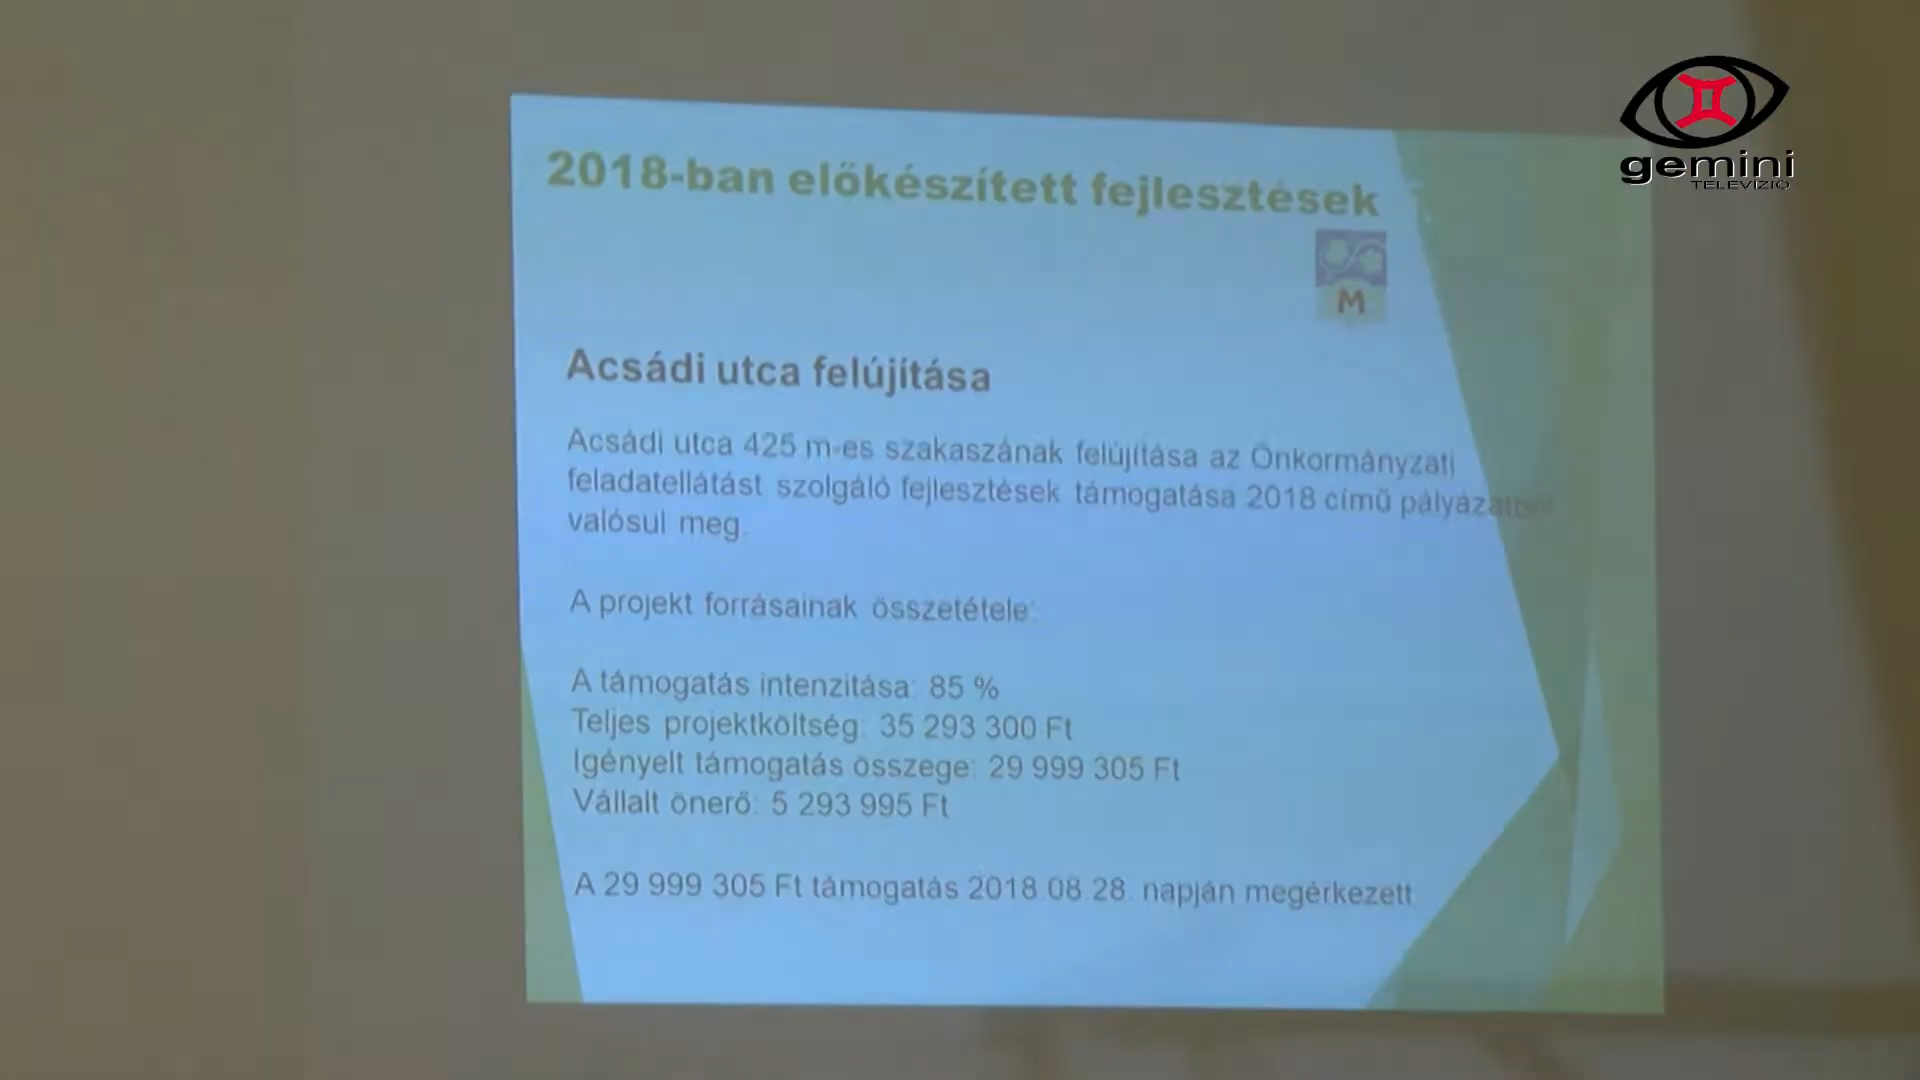 gemini
TELEVÍZIÓ
2018-ban előkészített fejlesztések
M
Acsádi utca felújítása
Acsádi utca 425 m-es szakaszának felújítása az Önkormányzati
feladatellátást szolgáló fejlesztések támogatása 2018 című pályázatból
valósul meg.
A projekt forrásainak összetétele:
A támogatás intenzitása: 85 %
Teljes projektköltség: 35 293 300 Ft
Igényelt támogatás összege: 29 999 305 Ft
Vállalt önerő: 5 293 995 Ft
A 29 999 305 Ft támogatás 2018.08.28. napján megérkezett.